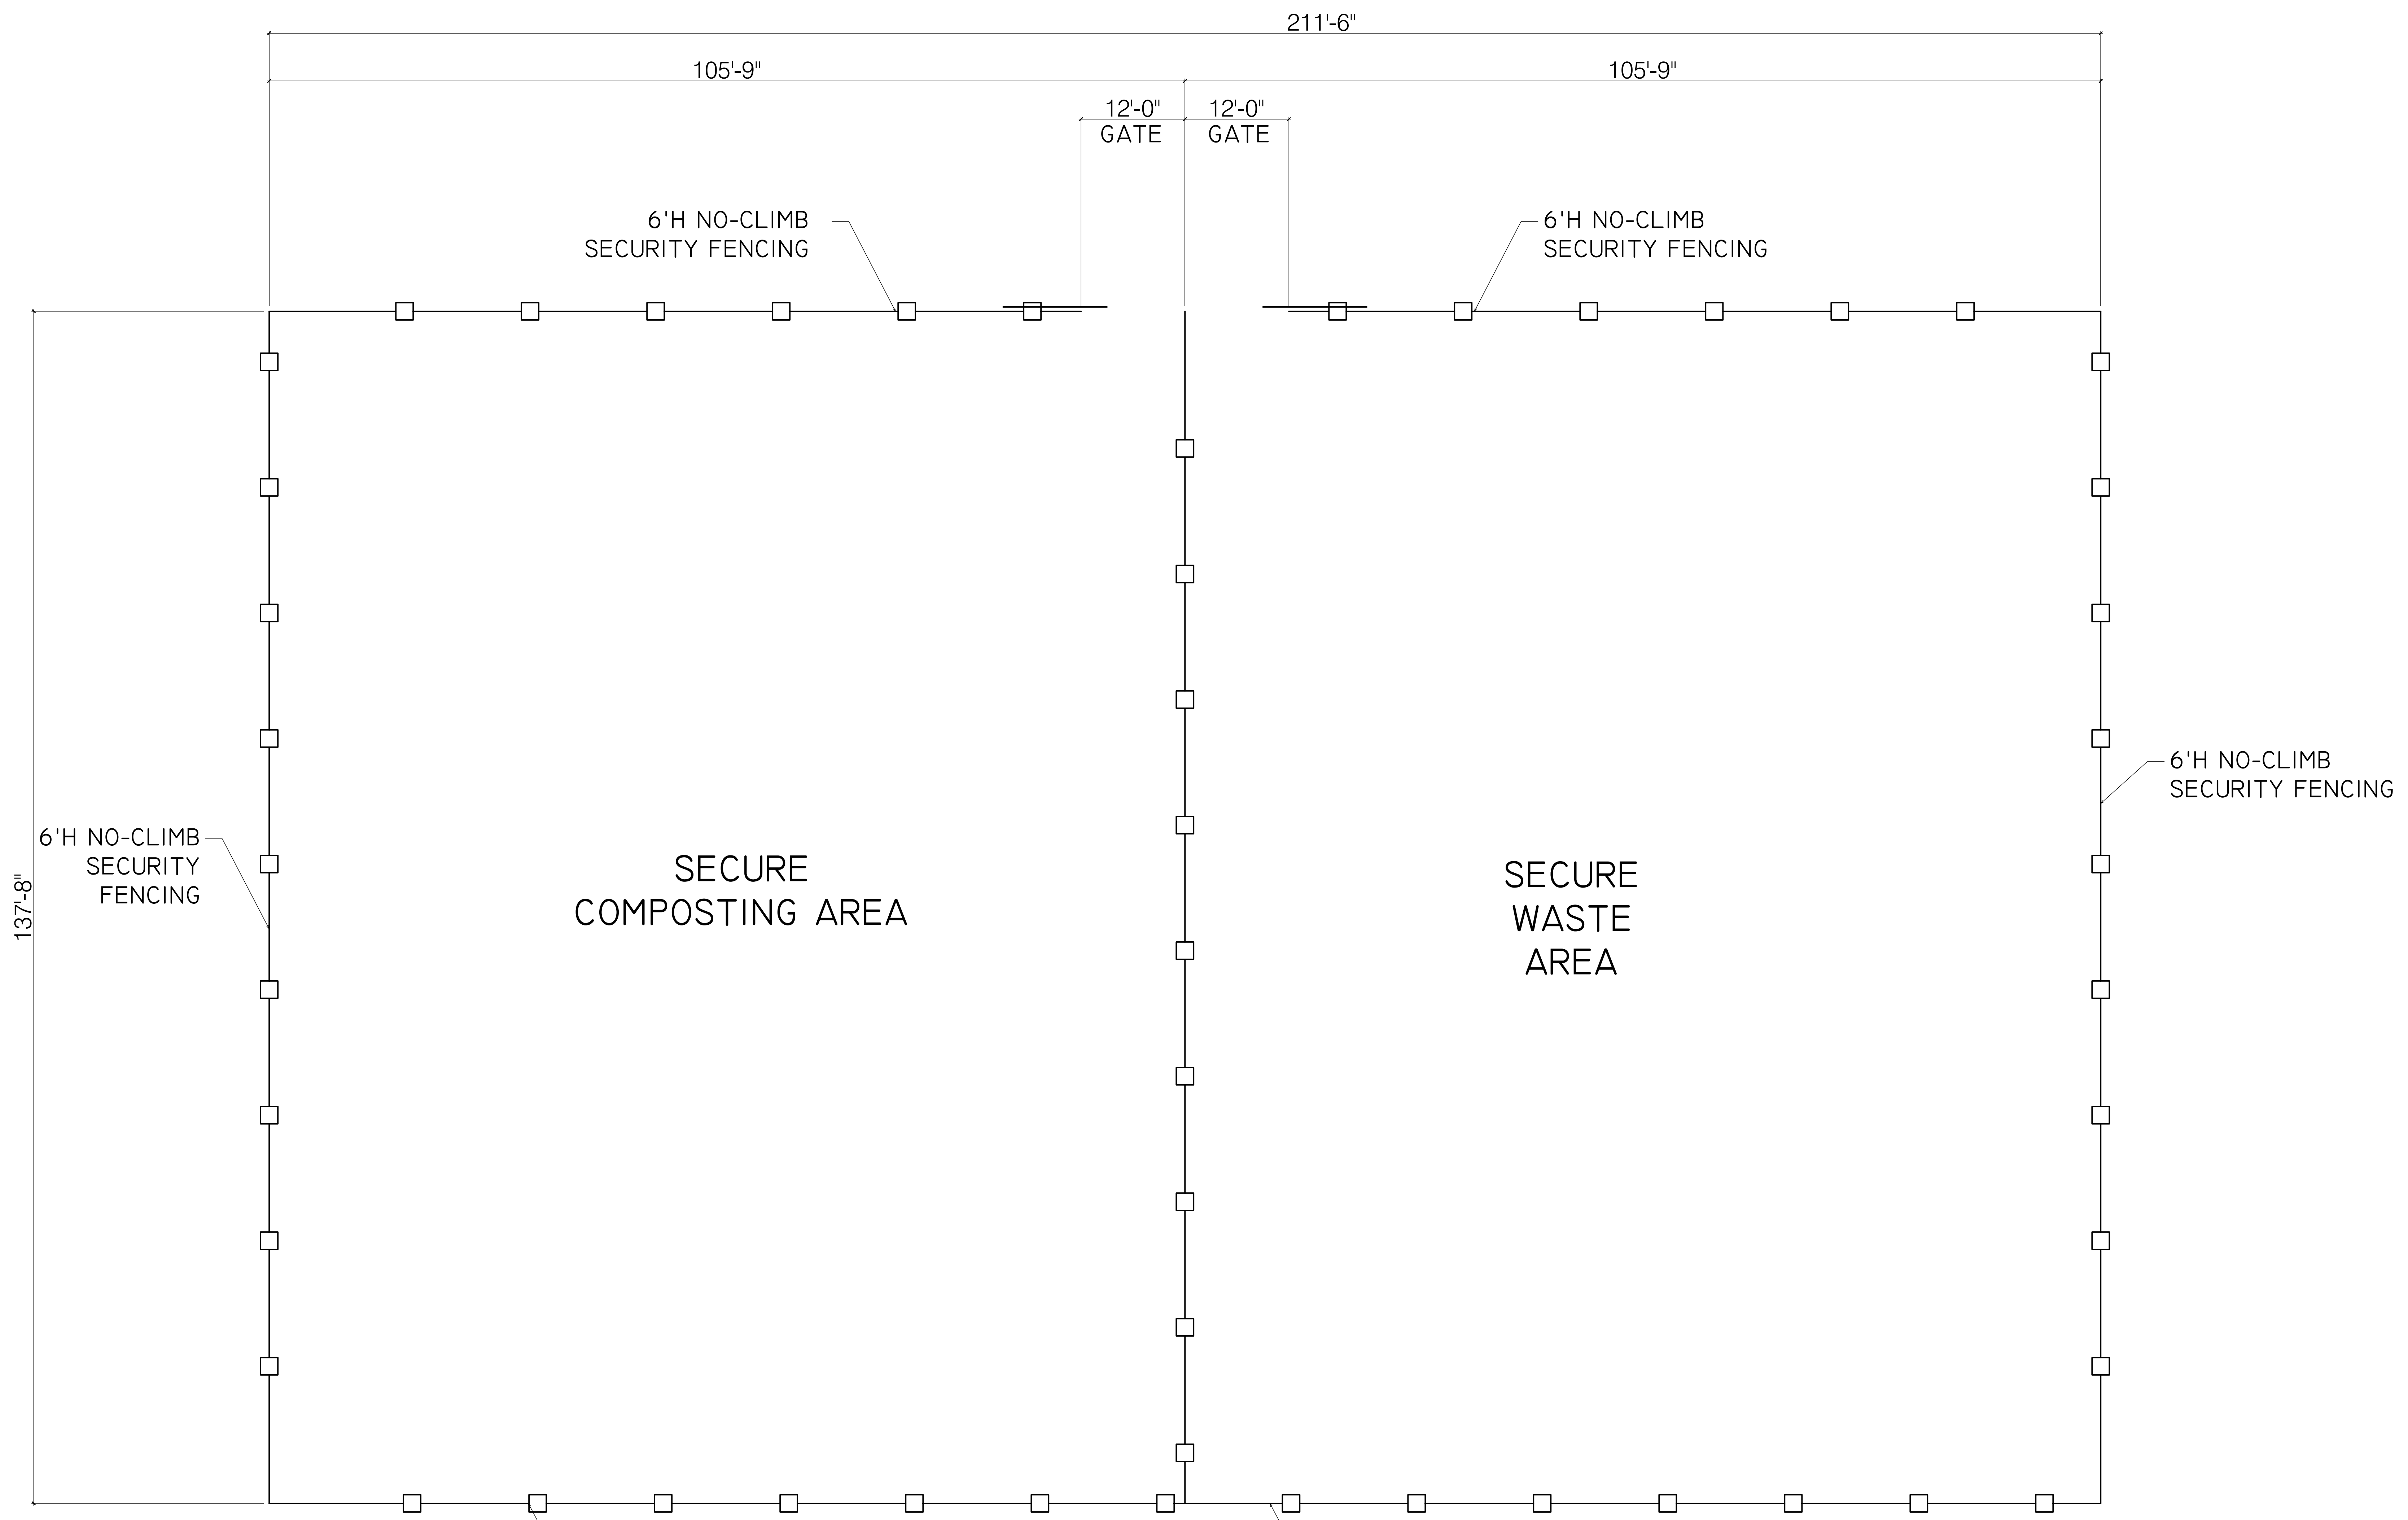 211'-6"
105'-9"
105'-9"
12'-0"
GATE
12'-0"
GATE
6'H NO-CLIMB
SECURITY FENCING
6'H NO-CLIMB
SECURITY FENCING
6'H NO-CLIMB
SECURITY FENCING
6'H NO-CLIMB
SECURITY
FENCING
137'-8"
SECURE
COMPOSTING AREA
SECURE
WASTE
AREA